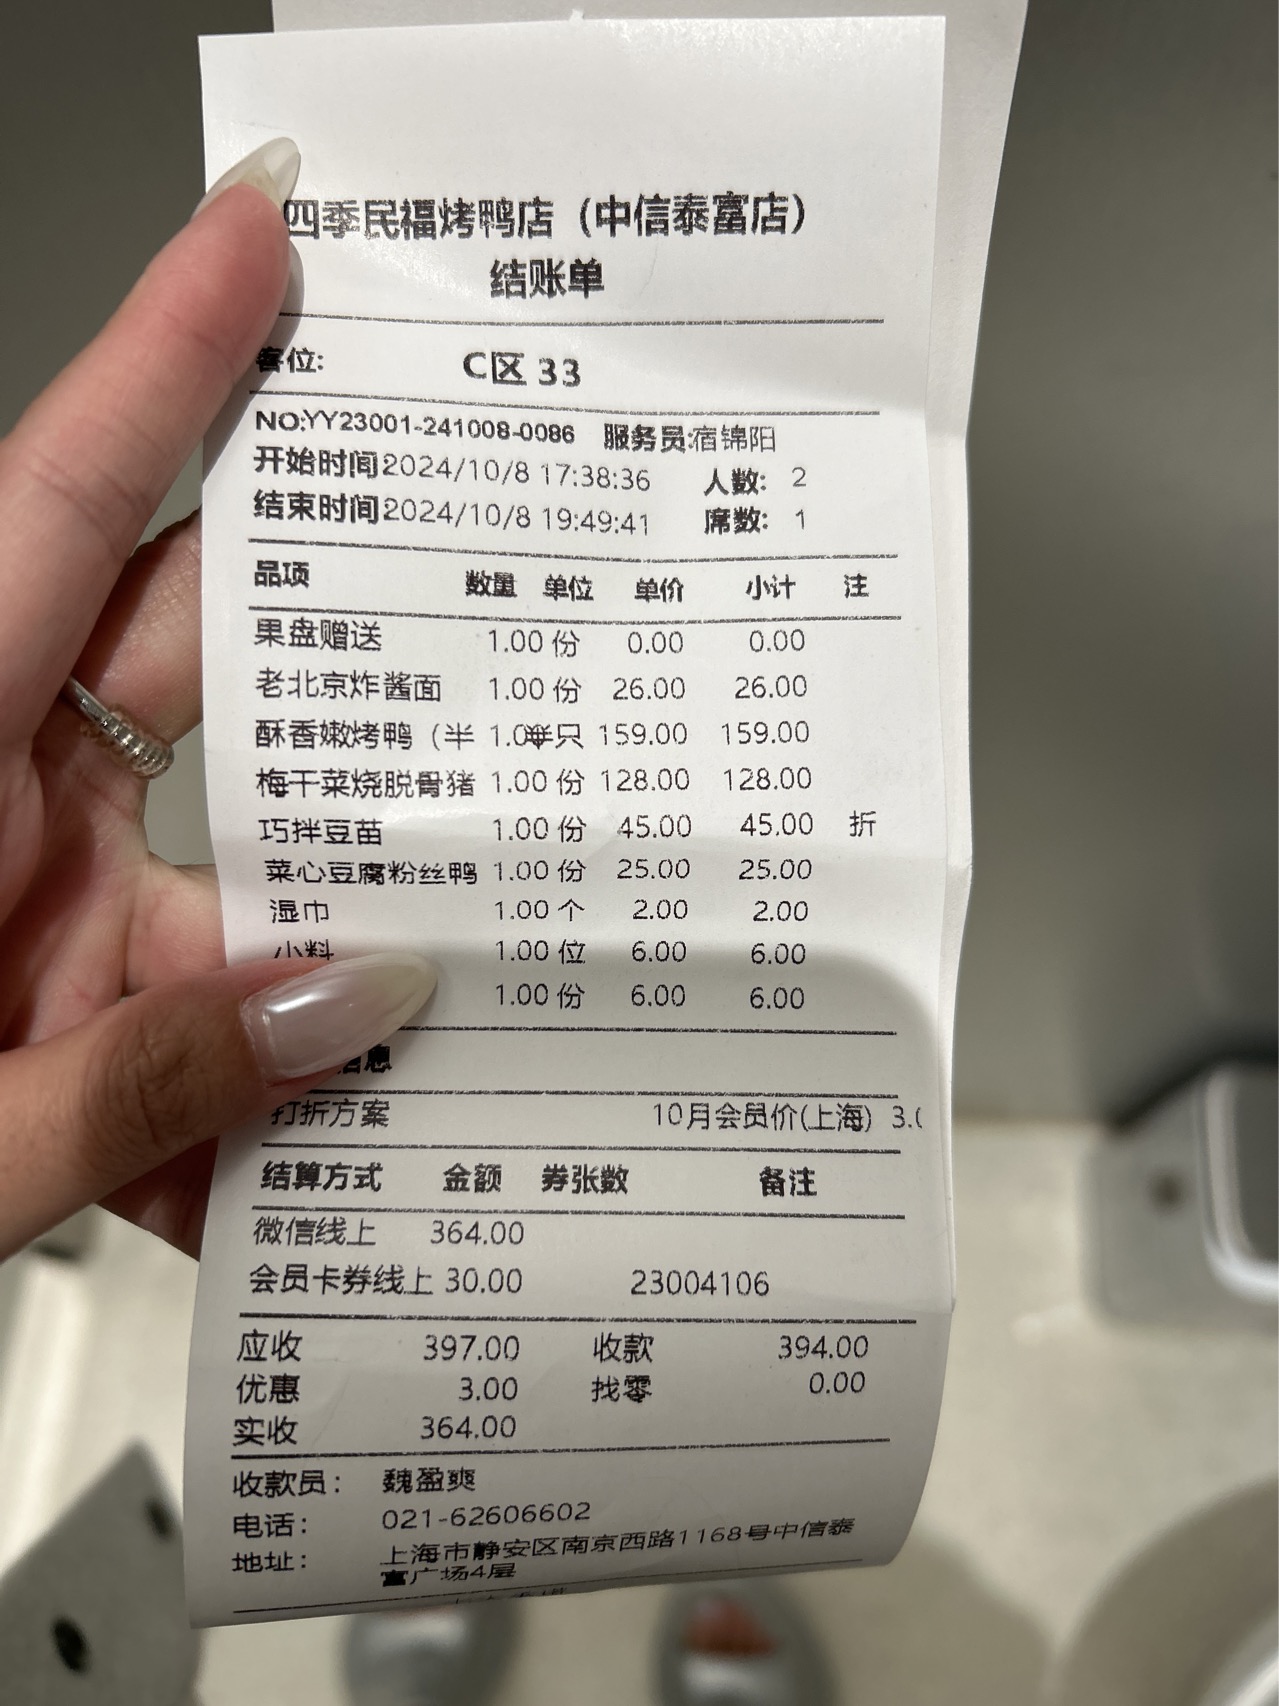 四季民福烤鸭店（中信泰富店）
结账单
客位: C区 33
NO:YY23001-241008-0086 服务员:宿锦阳
开始时间2024/10/8 17:38:36 人数: 2
结束时间2024/10/8 19:49:41 席数: 1
品项 数量 单位 单价 小计 注
果盘赠送 1.00 份 0.00 0.00
老北京炸酱面 1.00 份 26.00 26.00
酥香嫩烤鸭（半 1.00半只 159.00 159.00
梅干菜烧脱骨猪 1.00 份 128.00 128.00
巧拌豆苗 1.00 份 45.00 45.00 折
菜心豆腐粉丝鸭 1.00 份 25.00 25.00
湿巾 1.00 个 2.00 2.00
小料 1.00 位 6.00 6.00
1.00 份 6.00 6.00
信息
打折方案 10月会员价(上海) 3.0
结算方式 金额 券张数 备注
微信线上 364.00
会员卡券线上 30.00 23004106
应收 397.00 收款 394.00
优惠 3.00 找零 0.00
实收 364.00
收款员: 魏盈爽
电话: 021-62606602
地址: 上海市静安区南京西路1168号中信泰
富广场4层